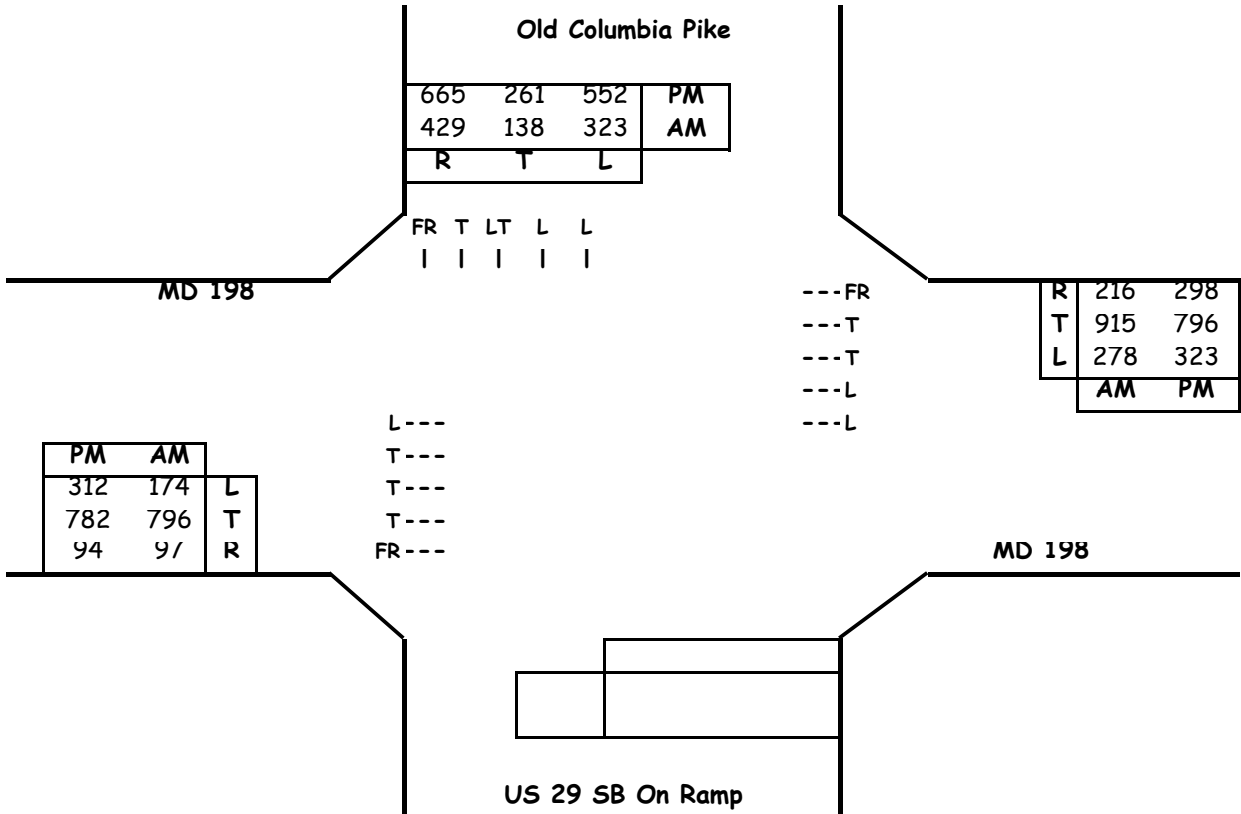 Old Columbia Pike
665 261 552 PM
429 138 323 AM
R T L
FR T LT L L
MD 198
---FR
---T
---T
---L
---L
R 216 298
T 915 796
L 278 323
AM PM
L---
T---
T---
T---
FR---
PM AM
312 174 L
782 796 T
94 97 R
MD 198
US 29 SB On Ramp